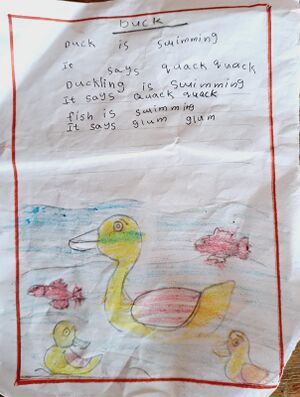 Duck
Duck is swimming
It says quack quack
Duckling is swimming
It says quack quack
fish is swimming
It says glum glum